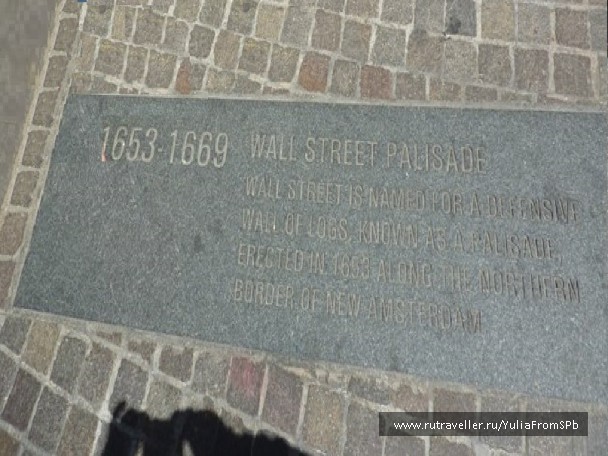 1653-1669 WALL STREET PALISADE
WALL STREET IS NAMED FOR A DEFENSIVE
WALL OF LOGS, KNOWN AS A PALISADE,
ERECTED IN 1653 ALONG THE NORTHERN
BORDER OF NEW AMSTERDAM
www.rutraveller.ru/YuliaFromSPb